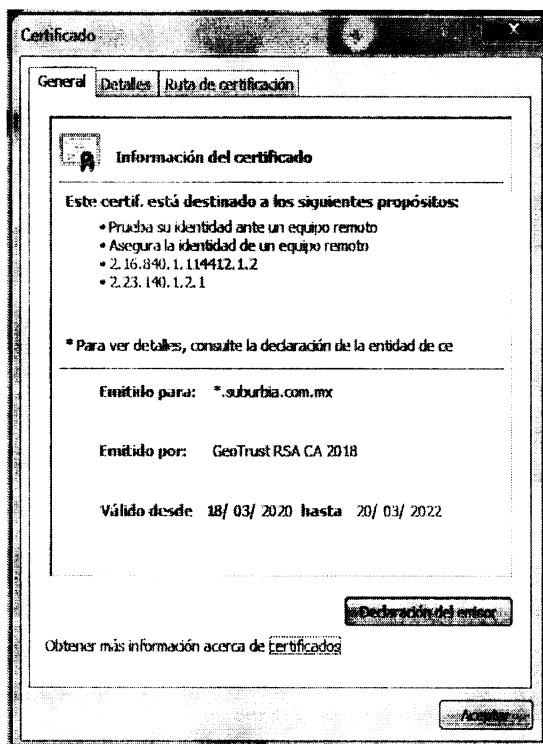 Certificado
X
General Detalles Ruta de certificación
Información del certificado
Este certif. está destinado a los siguientes propósitos:
• Prueba su identidad ante un equipo remoto
• Asegura la identidad de un equipo remoto
• 2.16.840.1.114412.1.2
• 2.23.140.1.2.1
* Para ver detalles, consulte la declaración de la entidad de ce
Emitido para: *.suburbia.com.mx
Emitido por: GeoTrust RSA CA 2018
Válido desde 18/ 03/ 2020 hasta 20/ 03/ 2022
Declaración del emisor
Obtener más información acerca de certificados
Aceptar